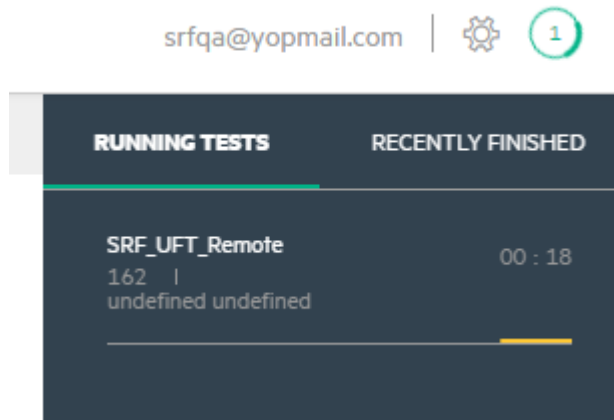 srfqa@yopmail.com | 1
RUNNING TESTS RECENTLY FINISHED
SRF_UFT_Remote 00 : 18
162 |
undefined undefined